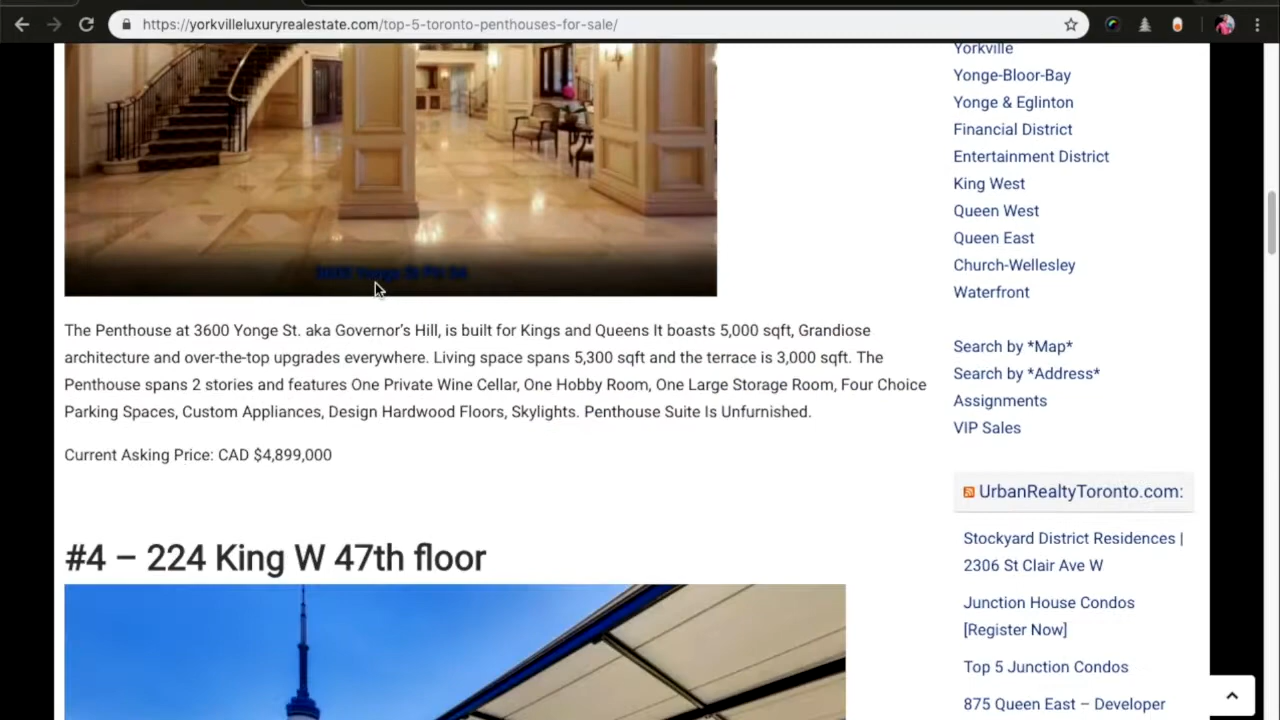 https://yorkvilleluxuryrealestate.com/top-5-toronto-penthouses-for-sale/
The Penthouse at 3600 Yonge St. aka Governor's Hill, is built for Kings and Queens It boasts 5,000 sqft, Grandiose
architecture and over-the-top upgrades everywhere. Living space spans 5,300 sqft and the terrace is 3,000 sqft. The
Penthouse spans 2 stories and features One Private Wine Cellar, One Hobby Room, One Large Storage Room, Four Choice
Parking Spaces, Custom Appliances, Design Hardwood Floors, Skylights. Penthouse Suite Is Unfurnished.
Current Asking Price: CAD $4,899,000
#4 – 224 King W 47th floor
Yorkville
Yonge-Bloor-Bay
Yonge & Eglinton
Financial District
Entertainment District
King West
Queen West
Queen East
Church-Wellesley
Waterfront
Search by *Map*
Search by *Address*
Assignments
VIP Sales
UrbanRealtyToronto.com:
Stockyard District Residences |
2306 St Clair Ave W
Junction House Condos
[Register Now]
Top 5 Junction Condos
875 Queen East – Developer